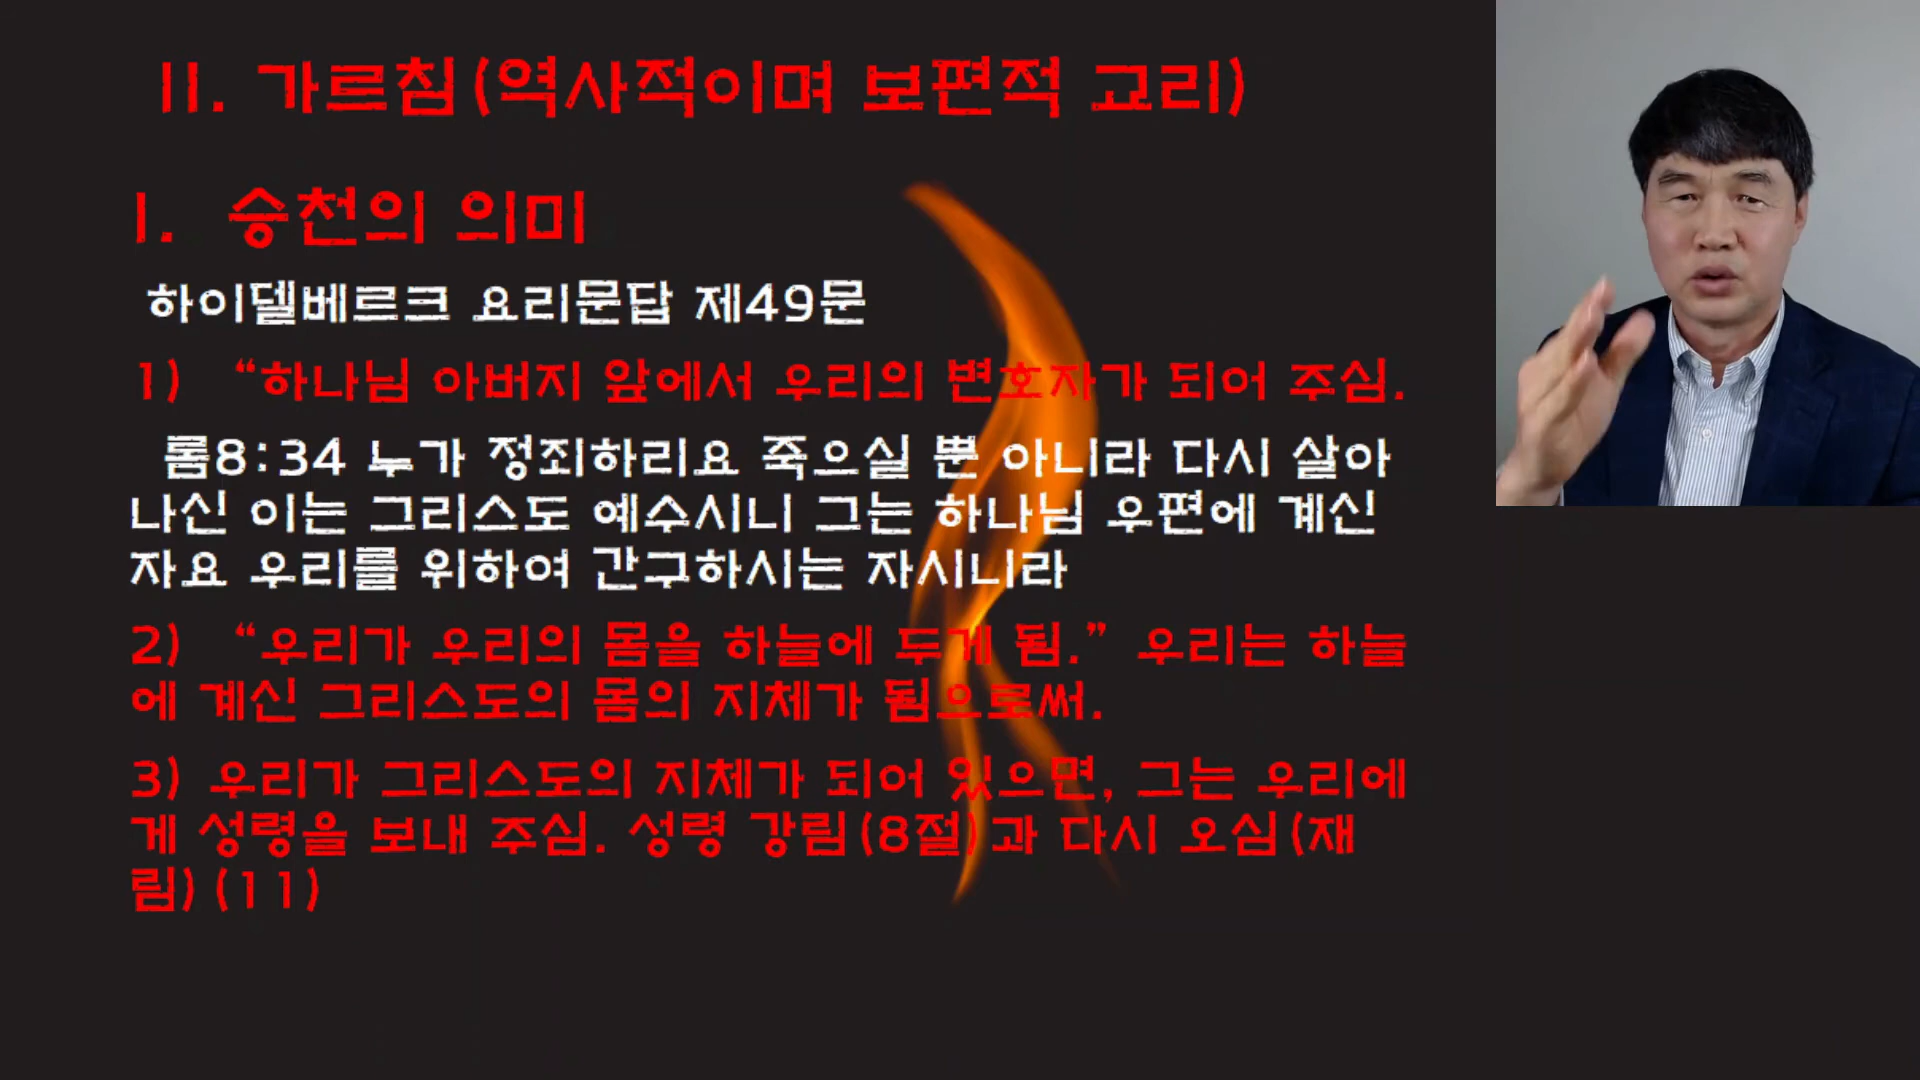 II. 가르침(역사적이며 보편적 교리)
I. 승천의 의미
하이델베르크 요리문답 제49문
1) “하나님 아버지 앞에서 우리의 변호자가 되어 주심.
롬8:34 누가 정죄하리요 죽으실 뿐 아니라 다시 살아
나신 이는 그리스도 예수시니 그는 하나님 우편에 계신
자요 우리를 위하여 간구하시는 자시니라
2) “우리가 우리의 몸을 하늘에 두게 됨.” 우리는 하늘
에 계신 그리스도의 몸의 지체가 됨으로써.
3) 우리가 그리스도의 지체가 되어 있으면, 그는 우리에
게 성령을 보내 주심. 성령 강림(8절)과 다시 오심(재
림)(11)